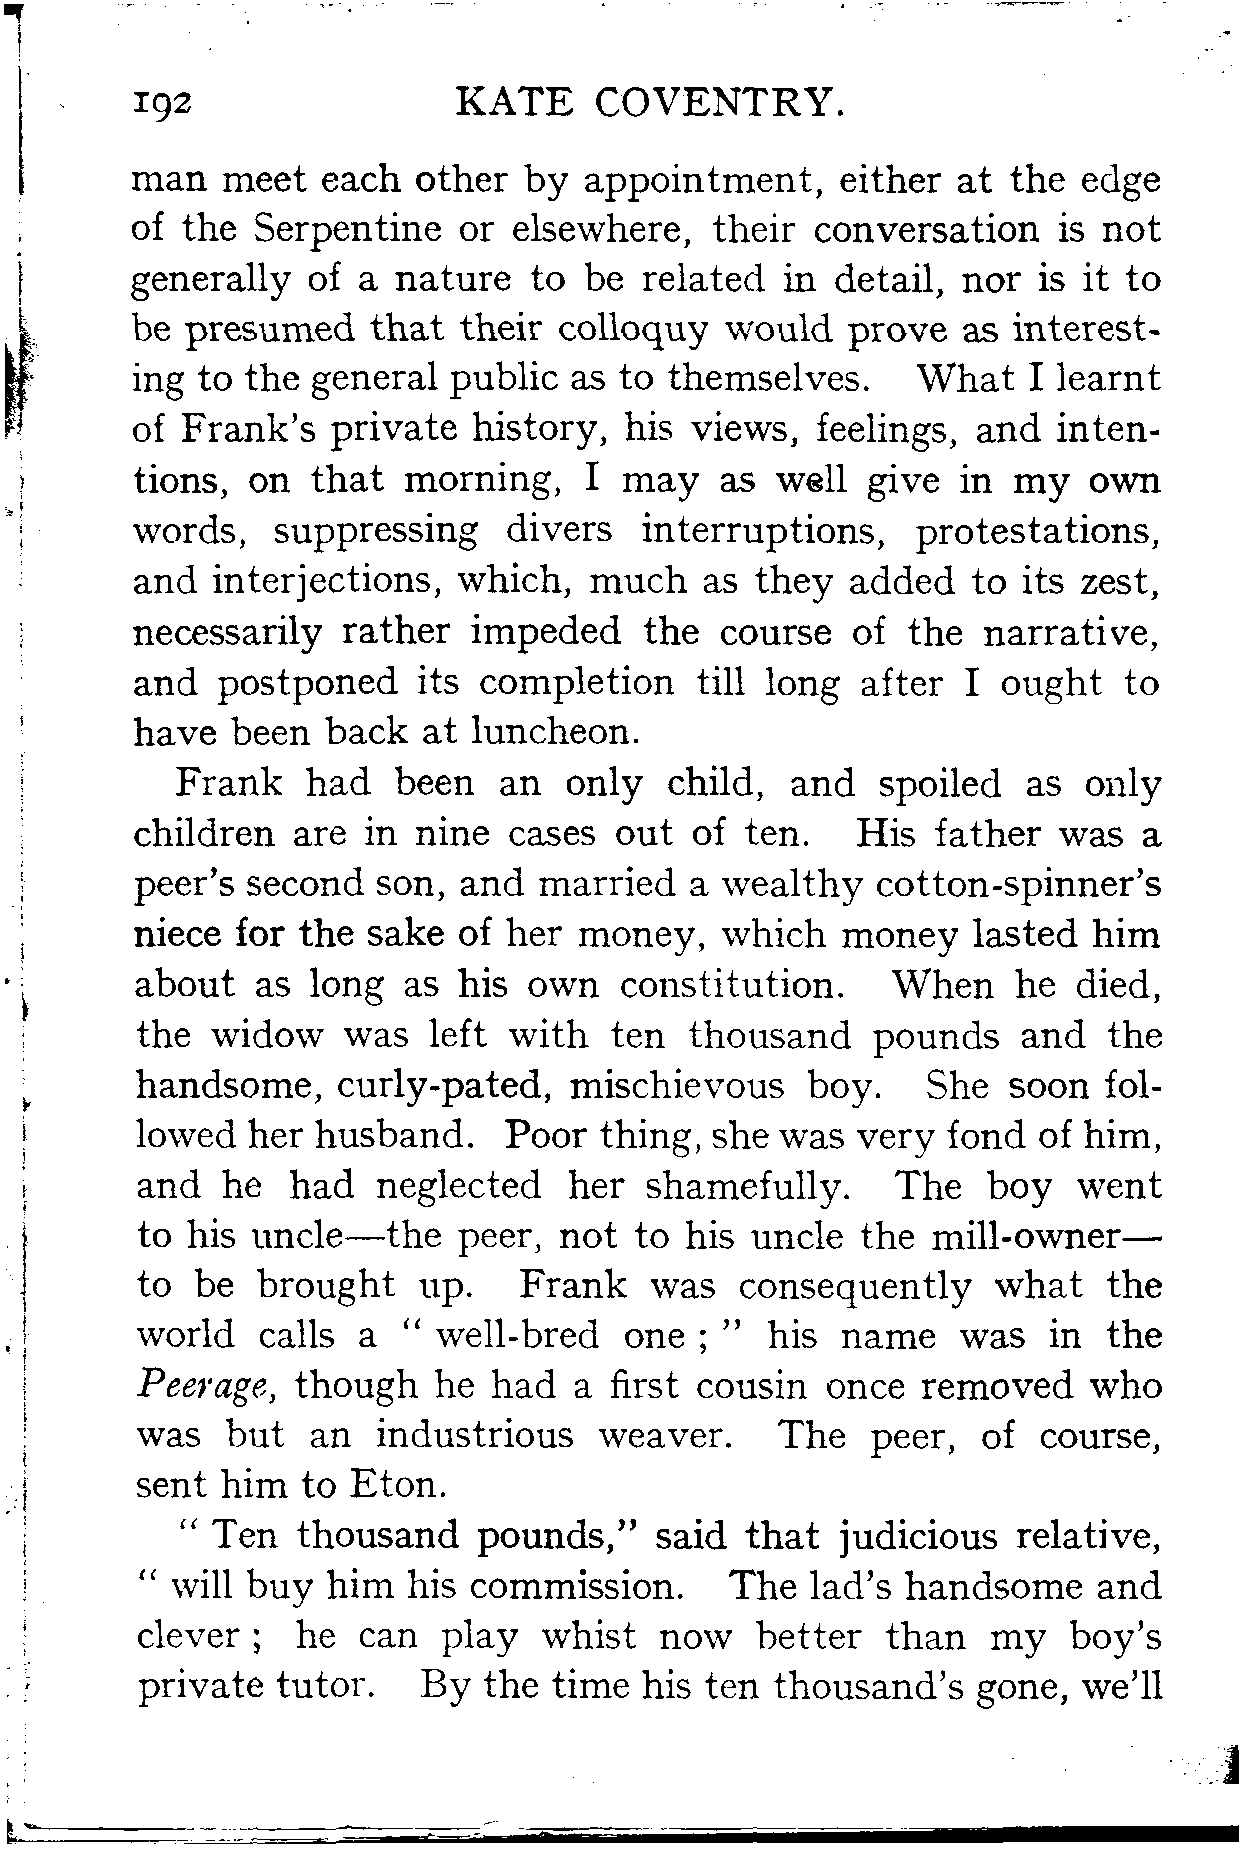 192 KATE COVENTRY.
man meet each other by appointment, either at the edge
of the Serpentine or elsewhere, their conversation is not
generally of a nature to be related in detail, nor is it to
be presumed that their colloquy would prove as interest-
ing to the general public as to themselves. What I learnt
of Frank's private history, his views, feelings, and inten-
tions, on that morning, I may as well give in my own
words, suppressing divers interruptions, protestations,
and interjections, which, much as they added to its zest,
necessarily rather impeded the course of the narrative,
and postponed its completion till long after I ought to
have been back at luncheon.
Frank had been an only child, and spoiled as only
children are in nine cases out of ten. His father was a
peer's second son, and married a wealthy cotton-spinner's
niece for the sake of her money, which money lasted him
about as long as his own constitution. When he died,
the widow was left with ten thousand pounds and the
handsome, curly-pated, mischievous boy. She soon fol-
lowed her husband. Poor thing, she was very fond of him,
and he had neglected her shamefully. The boy went
to his uncle—the peer, not to his uncle the mill-owner—
to be brought up. Frank was consequently what the
world calls a " well-bred one ; " his name was in the
Peerage, though he had a first cousin once removed who
was but an industrious weaver. The peer, of course,
sent him to Eton.
" Ten thousand pounds," said that judicious relative,
" will buy him his commission. The lad's handsome and
clever ; he can play whist now better than my boy's
private tutor. By the time his ten thousand's gone, we'll